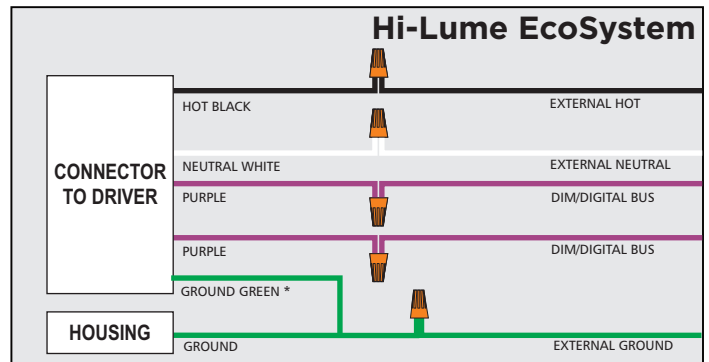 Hi-Lume EcoSystem
HOT BLACK
EXTERNAL HOT
CONNECTOR
TO DRIVER
NEUTRAL WHITE
EXTERNAL NEUTRAL
PURPLE
DIM/DIGITAL BUS
PURPLE
DIM/DIGITAL BUS
GROUND GREEN *
HOUSING
GROUND
EXTERNAL GROUND